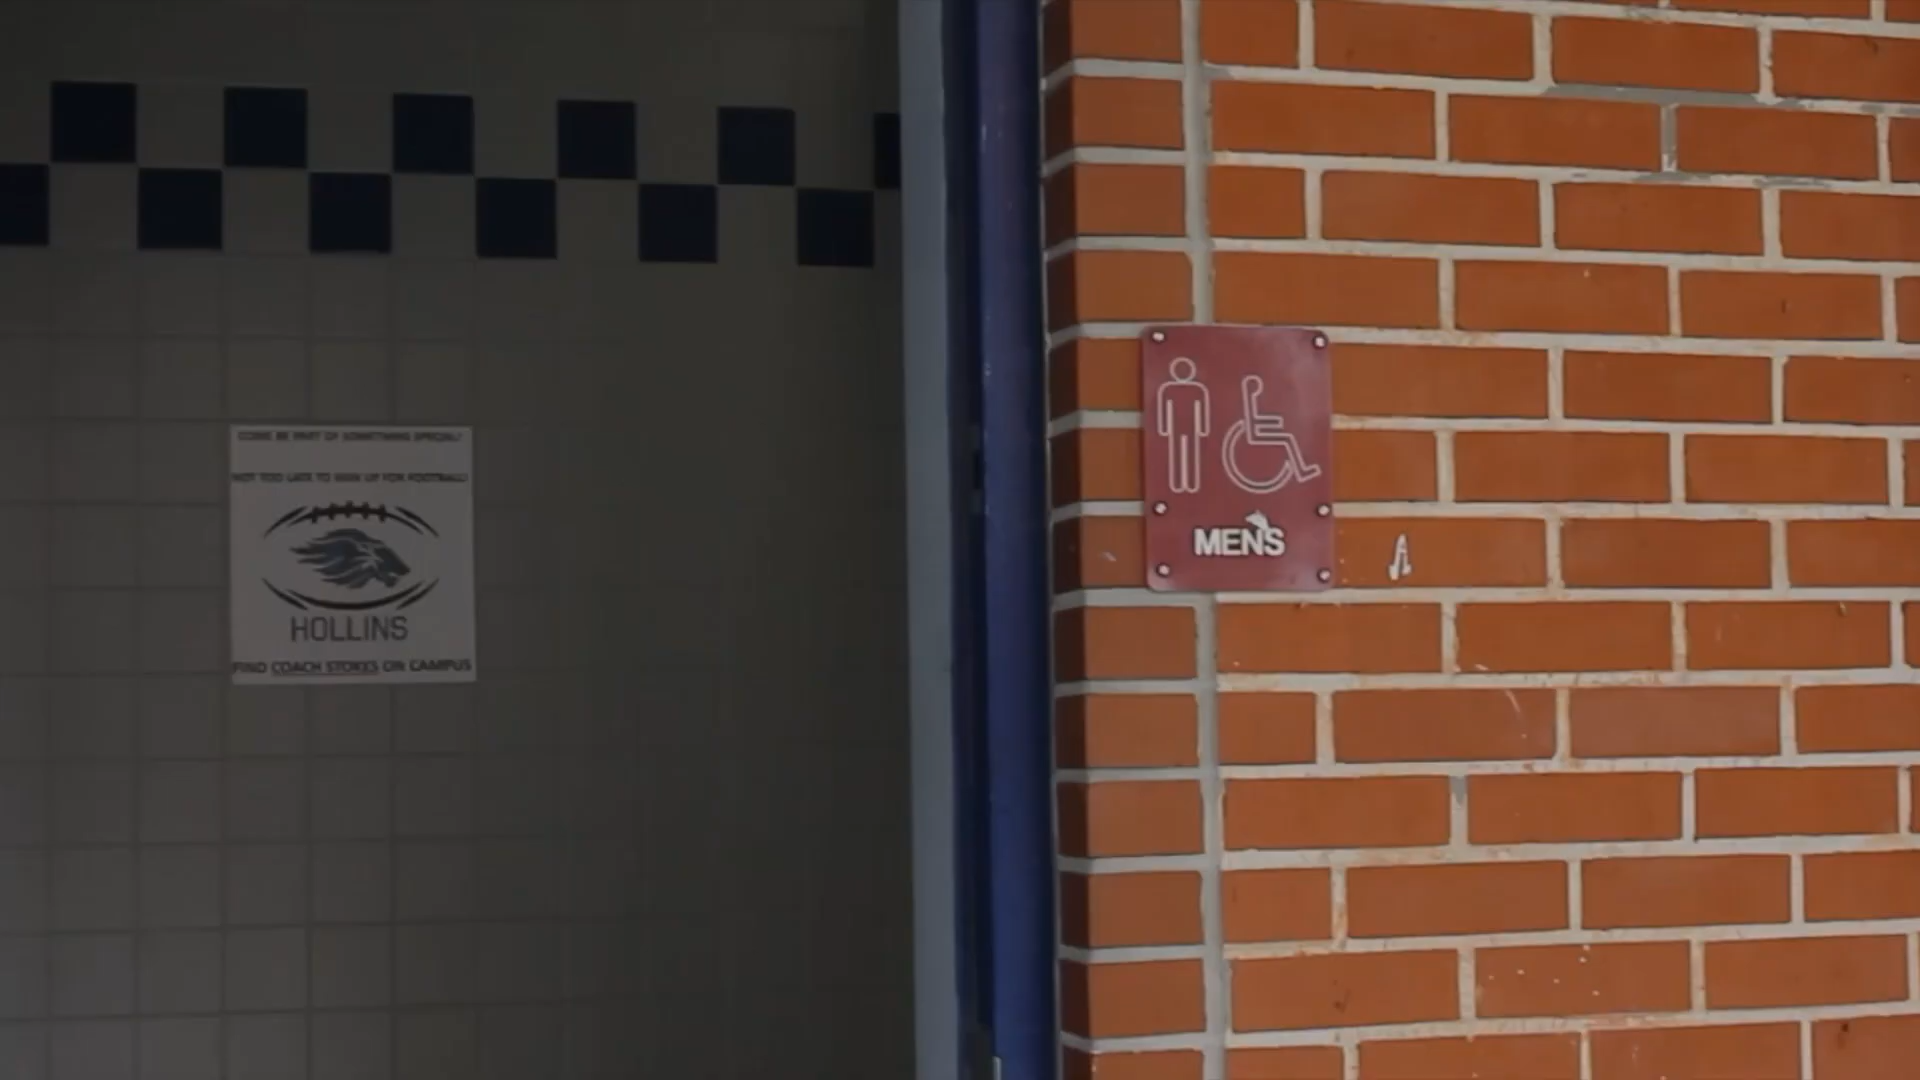 COME BE PART OF SOMETHING SPECIAL!
NOT TOO LATE TO SIGN UP FOR FOOTBALL!
HOLLINS
FIND COACH STOKES ON CAMPUS
MEN'S